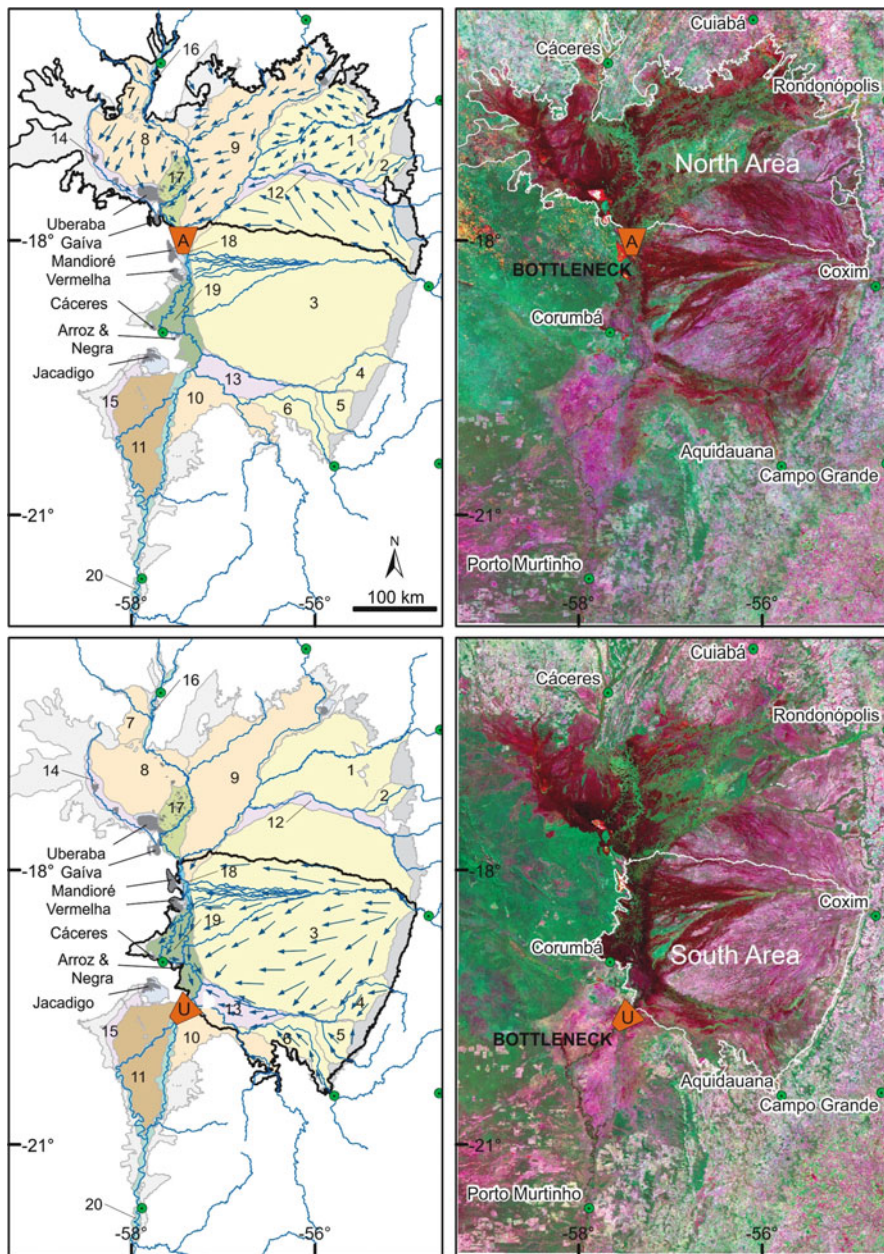 16
7
14
8
9
1
2
17
12
Uberaba
Gaíva
Mandioré
Vermelha
Cáceres
Arroz &
Negra
Jacadigo
-18
A
18
19
3
4
13
15
10
6
5
11
-21
20
N
100 km
-58°
-56°
Cuiabá
Cáceres
Rondonópolis
North Area
-18°
A
BOTTLENECK
Coxim
Corumbá
Aquidauana
Campo Grande
-21°
Porto Murtinho
-58°
-56°
16
7
14
8
9
1
2
17
12
Uberaba
Gaíva
Mandioré
Vermelha
Cáceres
Arroz &
Negra
Jacadigo
-18°
18
19
3
4
13
U
15
10
6
5
11
-21°
20
-58°
-56°
Cuiabá
Cáceres
Rondonópolis
-18°
Coxim
Corumbá
South Area
U
BOTTLENECK
Aquidauana
Campo Grande
-21°
Porto Murtinho
-58°
-56°